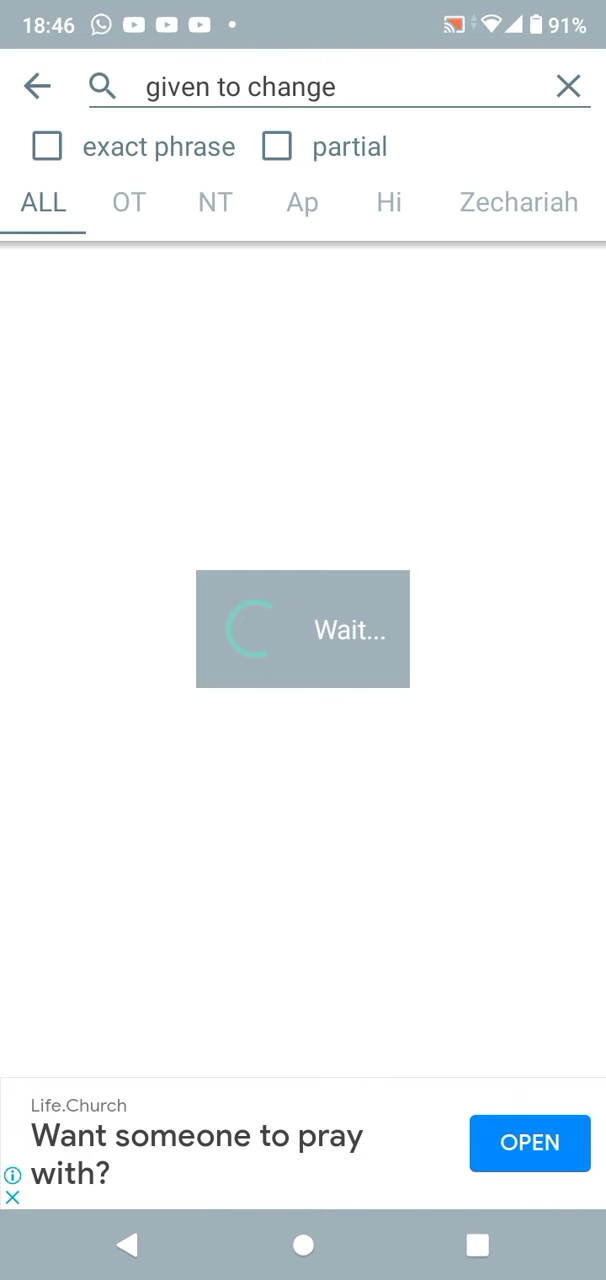 18:46 91%
given to change
exact phrase partial
ALL OT NT Ap Hi Zechariah
Wait...
Life.Church
Want someone to pray
with?
OPEN